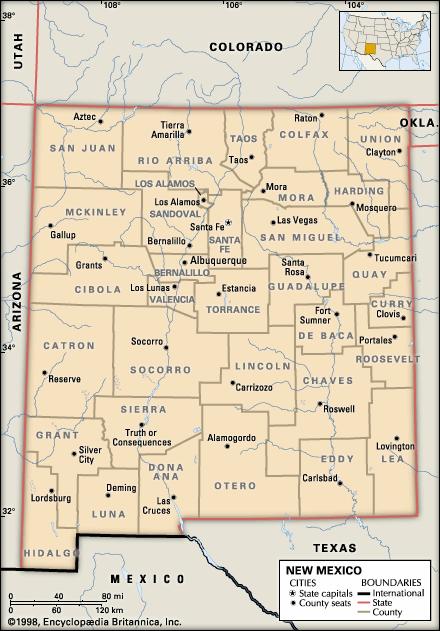 108°
106°
104°
38°
UTAH
COLORADO
OKLA.
Aztec
Tierra
Amarilla
Raton
TAOS
COLFAX
UNION
SAN JUAN
RIO ARRIBA
Taos
Clayton
36°
LOS ALAMOS
Mora
HARDING
Los Alamos
MORA
Mosquero
MCKINLEY
SANDOVAL
Santa Fe
Las Vegas
Gallup
Bernalillo
SANTA
FE
SAN MIGUEL
Grants
Albuquerque
Santa
Rosa
Tucumcari
BERNALILLO
QUAY
CIBOLA
Los Lunas
Estancia
GUADALUPE
VALENCIA
TORRANCE
Fort
Sumner
CURRY
Clovis
ARIZONA
34°
CATRON
Socorro
DE BACA
Portales
ROOSEVELT
LINCOLN
Reserve
SOCORRO
CHAVES
Carrizozo
SIERRA
Roswell
GRANT
Truth or
Consequences
Alamogordo
Lovington
Silver
City
DONA
ANA
EDDY
LEA
Lordsburg
Deming
Las
Cruces
OTERO
Carlsbad
32°
LUNA
HIDALGO
TEXAS
MEXICO
NEW MEXICO
CITIES
State capitals
County seats
BOUNDARIES
International
State
County
0 40 80 mi
0 60 120 km
©1998, Encyclopædia Britannica, Inc.